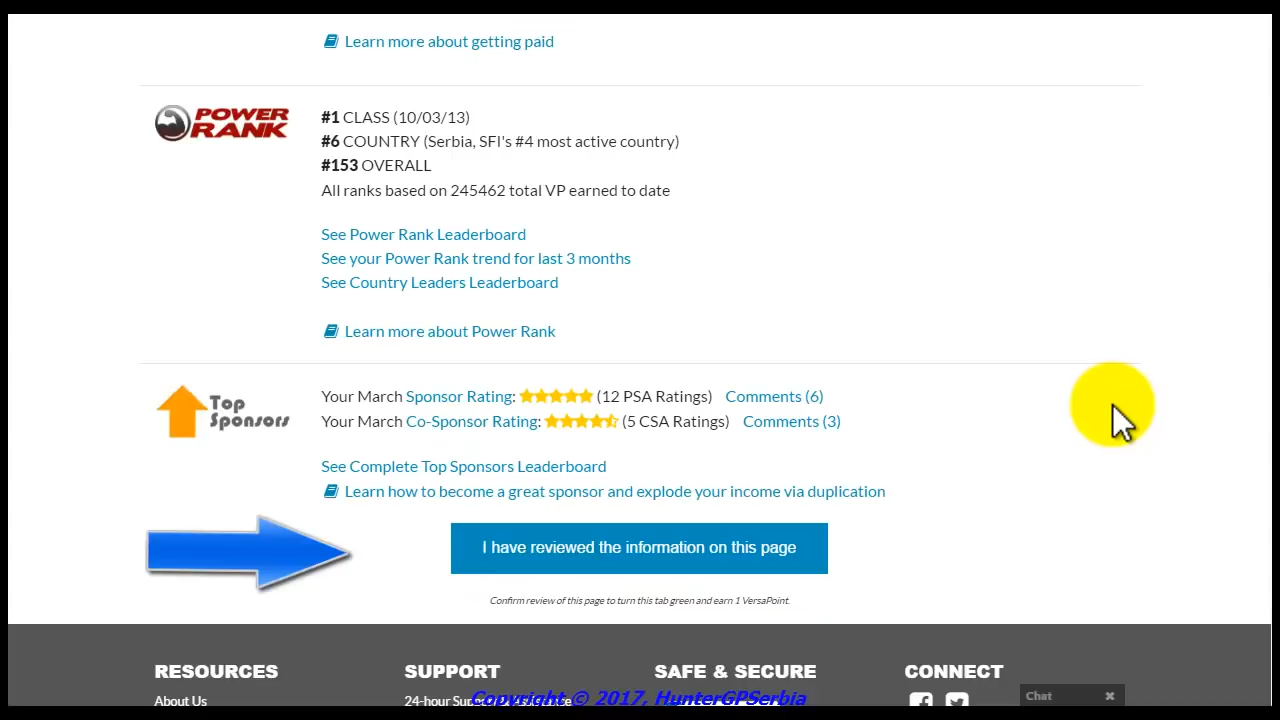 Learn more about getting paid
POWER
RANK
#1 CLASS (10/03/13)
#6 COUNTRY (Serbia, SFI's #4 most active country)
#153 OVERALL
All ranks based on 245462 total VP earned to date
See Power Rank Leaderboard
See your Power Rank trend for last 3 months
See Country Leaders Leaderboard
Learn more about Power Rank
Top
Sponsors
Your March Sponsor Rating: (12 PSA Ratings) Comments (6)
Your March Co-Sponsor Rating: (5 CSA Ratings) Comments (3)
See Complete Top Sponsors Leaderboard
Learn how to become a great sponsor and explode your income via duplication
I have reviewed the information on this page
Confirm review of this page to turn this tab green and earn 1 VersaPoint.
RESOURCES SUPPORT SAFE & SECURE CONNECT
About Us 24-hour Chat
Copyright © 2017, HunterGPSerbia